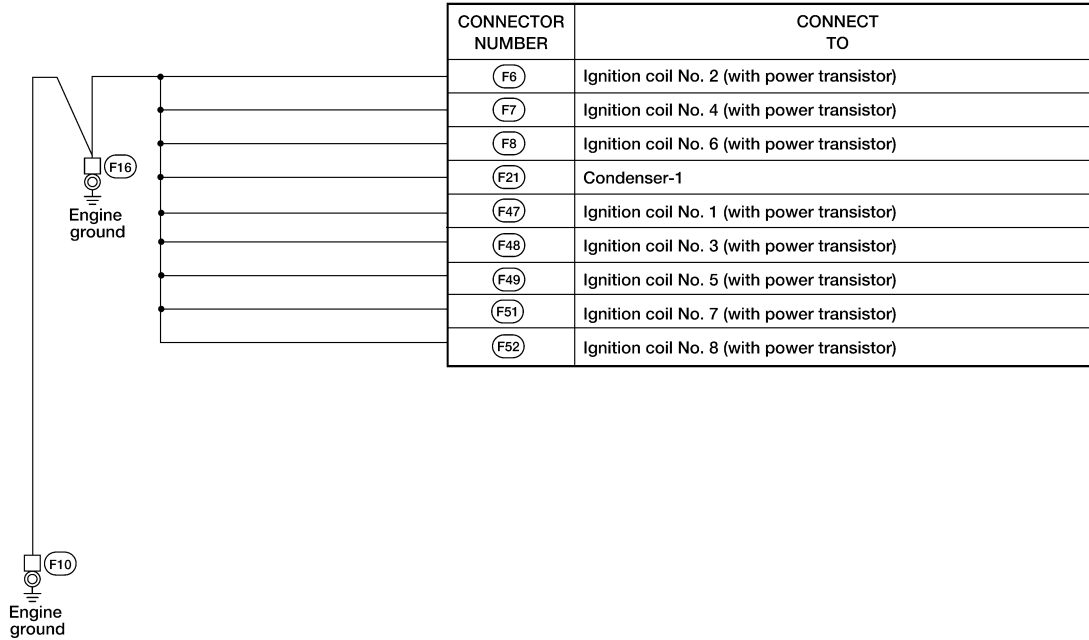 CONNECTOR NUMBER
CONNECT TO
F6 Ignition coil No. 2 (with power transistor)
F7 Ignition coil No. 4 (with power transistor)
F8 Ignition coil No. 6 (with power transistor)
F21 Condenser-1
F47 Ignition coil No. 1 (with power transistor)
F48 Ignition coil No. 3 (with power transistor)
F49 Ignition coil No. 5 (with power transistor)
F51 Ignition coil No. 7 (with power transistor)
F52 Ignition coil No. 8 (with power transistor)
F16
Engine
ground
F10
Engine
ground